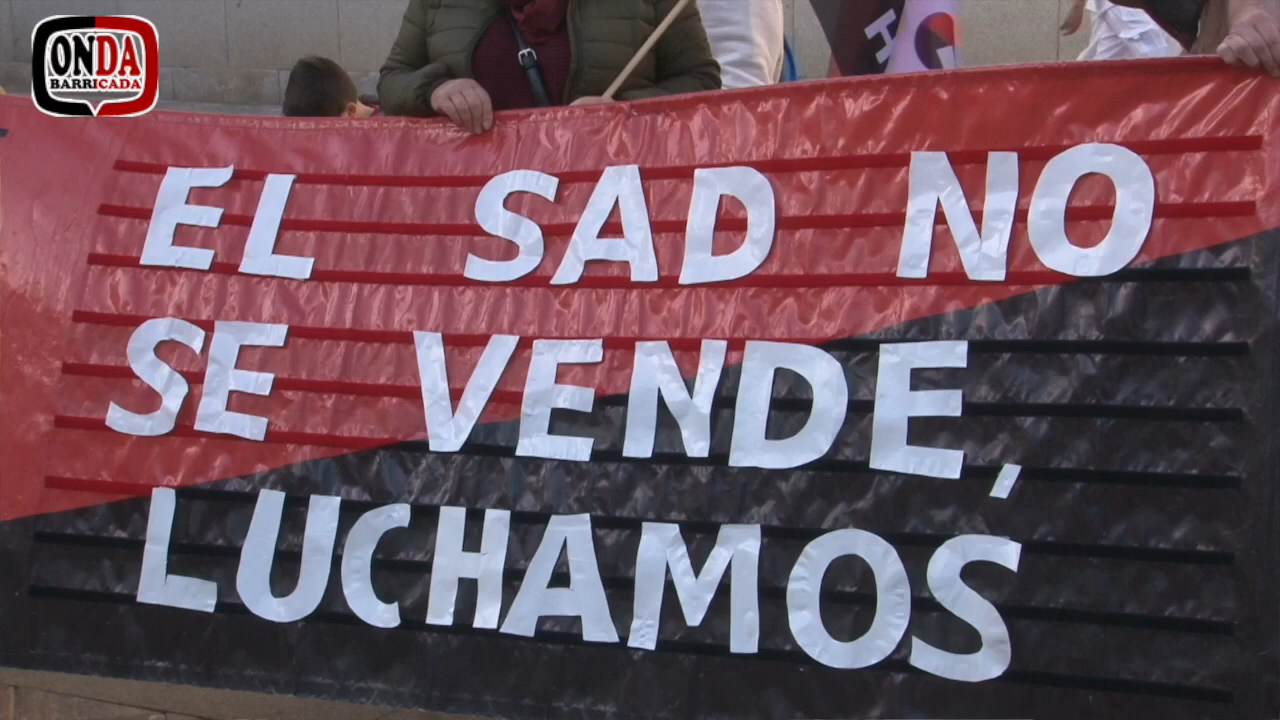 ONDA
BARRICADA
EL SAD NO
SE VENDE,
LUCHAMOS